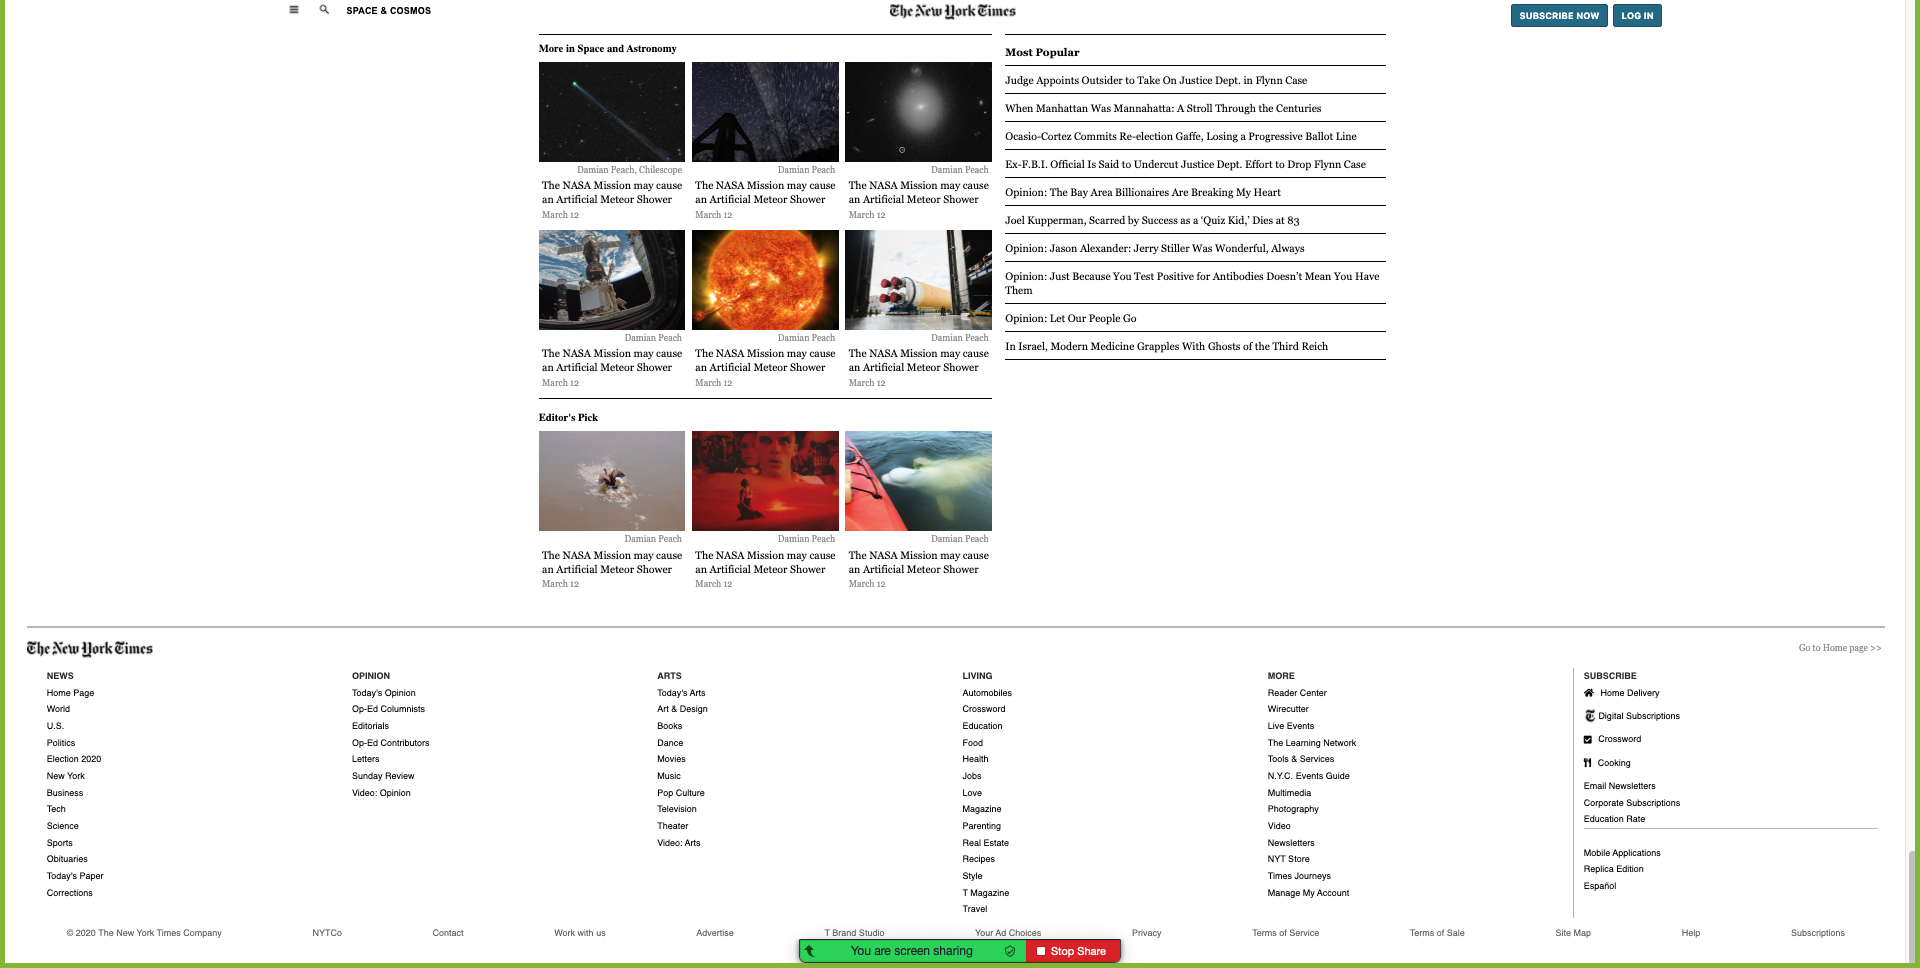 SPACE & COSMOS
The New York Times
SUBSCRIBE NOW
LOG IN
More in Space and Astronomy
Damian Peach, Chilescope
The NASA Mission may cause
an Artificial Meteor Shower
March 12
Damian Peach
The NASA Mission may cause
an Artificial Meteor Shower
March 12
Damian Peach
The NASA Mission may cause
an Artificial Meteor Shower
March 12
Damian Peach
The NASA Mission may cause
an Artificial Meteor Shower
March 12
Damian Peach
The NASA Mission may cause
an Artificial Meteor Shower
March 12
Damian Peach
The NASA Mission may cause
an Artificial Meteor Shower
March 12
Editor's Pick
Damian Peach
The NASA Mission may cause
an Artificial Meteor Shower
March 12
Damian Peach
The NASA Mission may cause
an Artificial Meteor Shower
March 12
Damian Peach
The NASA Mission may cause
an Artificial Meteor Shower
March 12
Most Popular
Judge Appoints Outsider to Take On Justice Dept. in Flynn Case
When Manhattan Was Mannahatta: A Stroll Through the Centuries
Ocasio-Cortez Commits Re-election Gaffe, Losing a Progressive Ballot Line
Ex-F.B.I. Official Is Said to Undercut Justice Dept. Effort to Drop Flynn Case
Opinion: The Bay Area Billionaires Are Breaking My Heart
Joel Kupperman, Scarred by Success as a ‘Quiz Kid,’ Dies at 83
Opinion: Jason Alexander: Jerry Stiller Was Wonderful, Always
Opinion: Just Because You Test Positive for Antibodies Doesn’t Mean You Have
Them
Opinion: Let Our People Go
In Israel, Modern Medicine Grapples With Ghosts of the Third Reich
The New York Times
Go to Home page >>
NEWS
Home Page
World
U.S.
Politics
Election 2020
New York
Business
Tech
Science
Sports
Obituaries
Today's Paper
Corrections
OPINION
Today's Opinion
Op-Ed Columnists
Editorials
Op-Ed Contributors
Letters
Sunday Review
Video: Opinion
ARTS
Today's Arts
Art & Design
Books
Dance
Movies
Music
Pop Culture
Television
Theater
Video: Arts
LIVING
Automobiles
Crossword
Education
Food
Health
Jobs
Love
Magazine
Parenting
Real Estate
Recipes
Style
T Magazine
Travel
MORE
Reader Center
Wirecutter
Live Events
The Learning Network
Tools & Services
N.Y.C. Events Guide
Multimedia
Photography
Video
Newsletters
NYT Store
Times Journeys
Manage My Account
SUBSCRIBE
Home Delivery
Digital Subscriptions
Crossword
Cooking
Email Newsletters
Corporate Subscriptions
Education Rate
Mobile Applications
Replica Edition
Español
© 2020 The New York Times Company
NYTCo
Contact
Work with us
Advertise
T Brand Studio
Your Ad Choices
Privacy
Terms of Service
Terms of Sale
Site Map
Help
Subscriptions
You are screen sharing
Stop Share